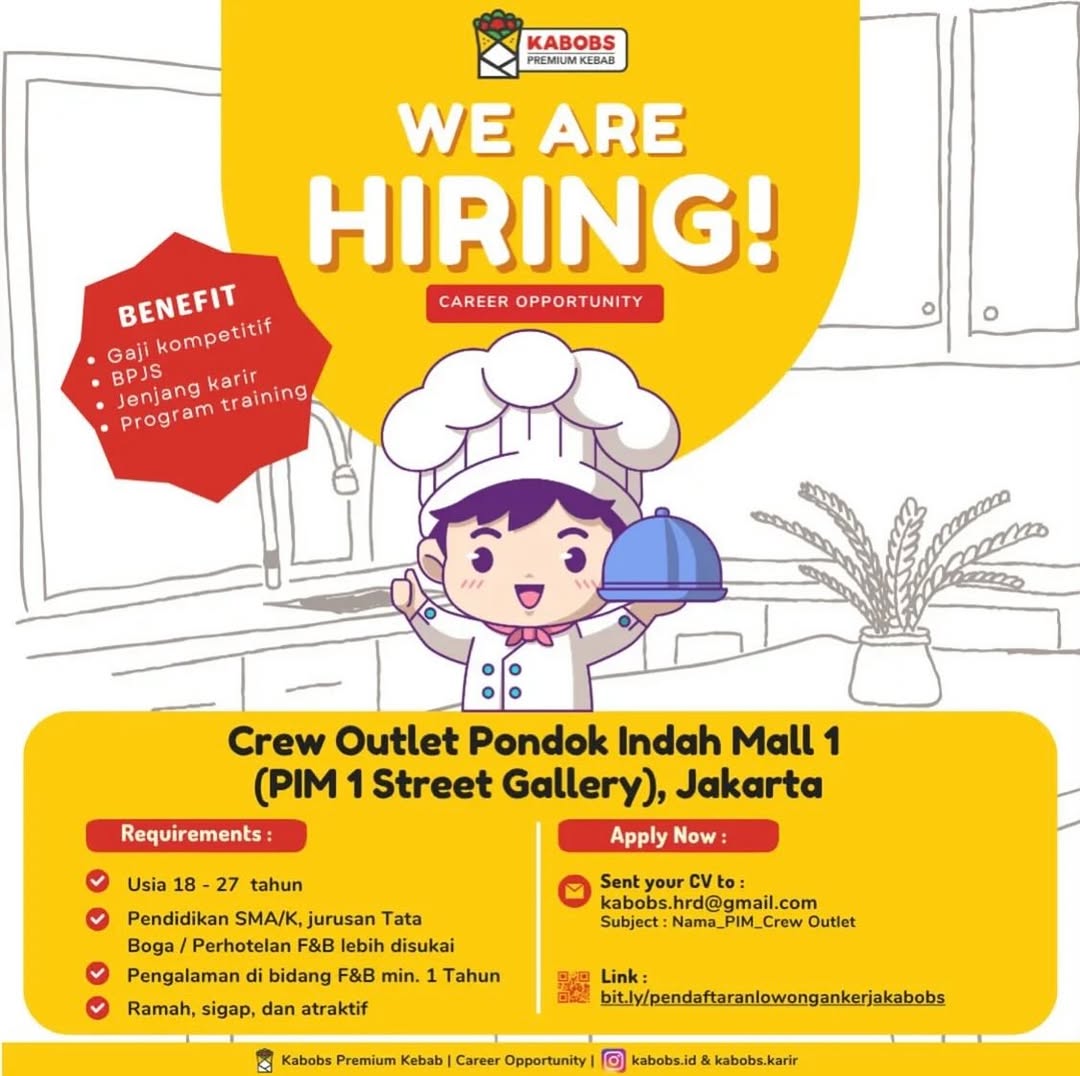 KABOBS
PREMIUM KEBAB
WE ARE
HIRING!
CAREER OPPORTUNITY
BENEFIT
• Gaji kompetitif
• BPJS
• Jenjang karir
• Program training
Crew Outlet Pondok Indah Mall 1
(PIM 1 Street Gallery), Jakarta
Requirements :
Usia 18 - 27 tahun
Pendidikan SMA/K, jurusan Tata
Boga / Perhotelan F&B lebih disukai
Pengalaman di bidang F&B min. 1 Tahun
Ramah, sigap, dan atraktif
Apply Now :
Sent your CV to :
kabobs.hrd@gmail.com
Subject : Nama_PIM_Crew Outlet
Link :
bit.ly/pendaftaranlowongankerjakabobs
Kabobs Premium Kebab | Career Opportunity | kabobs.id & kabobs.karir